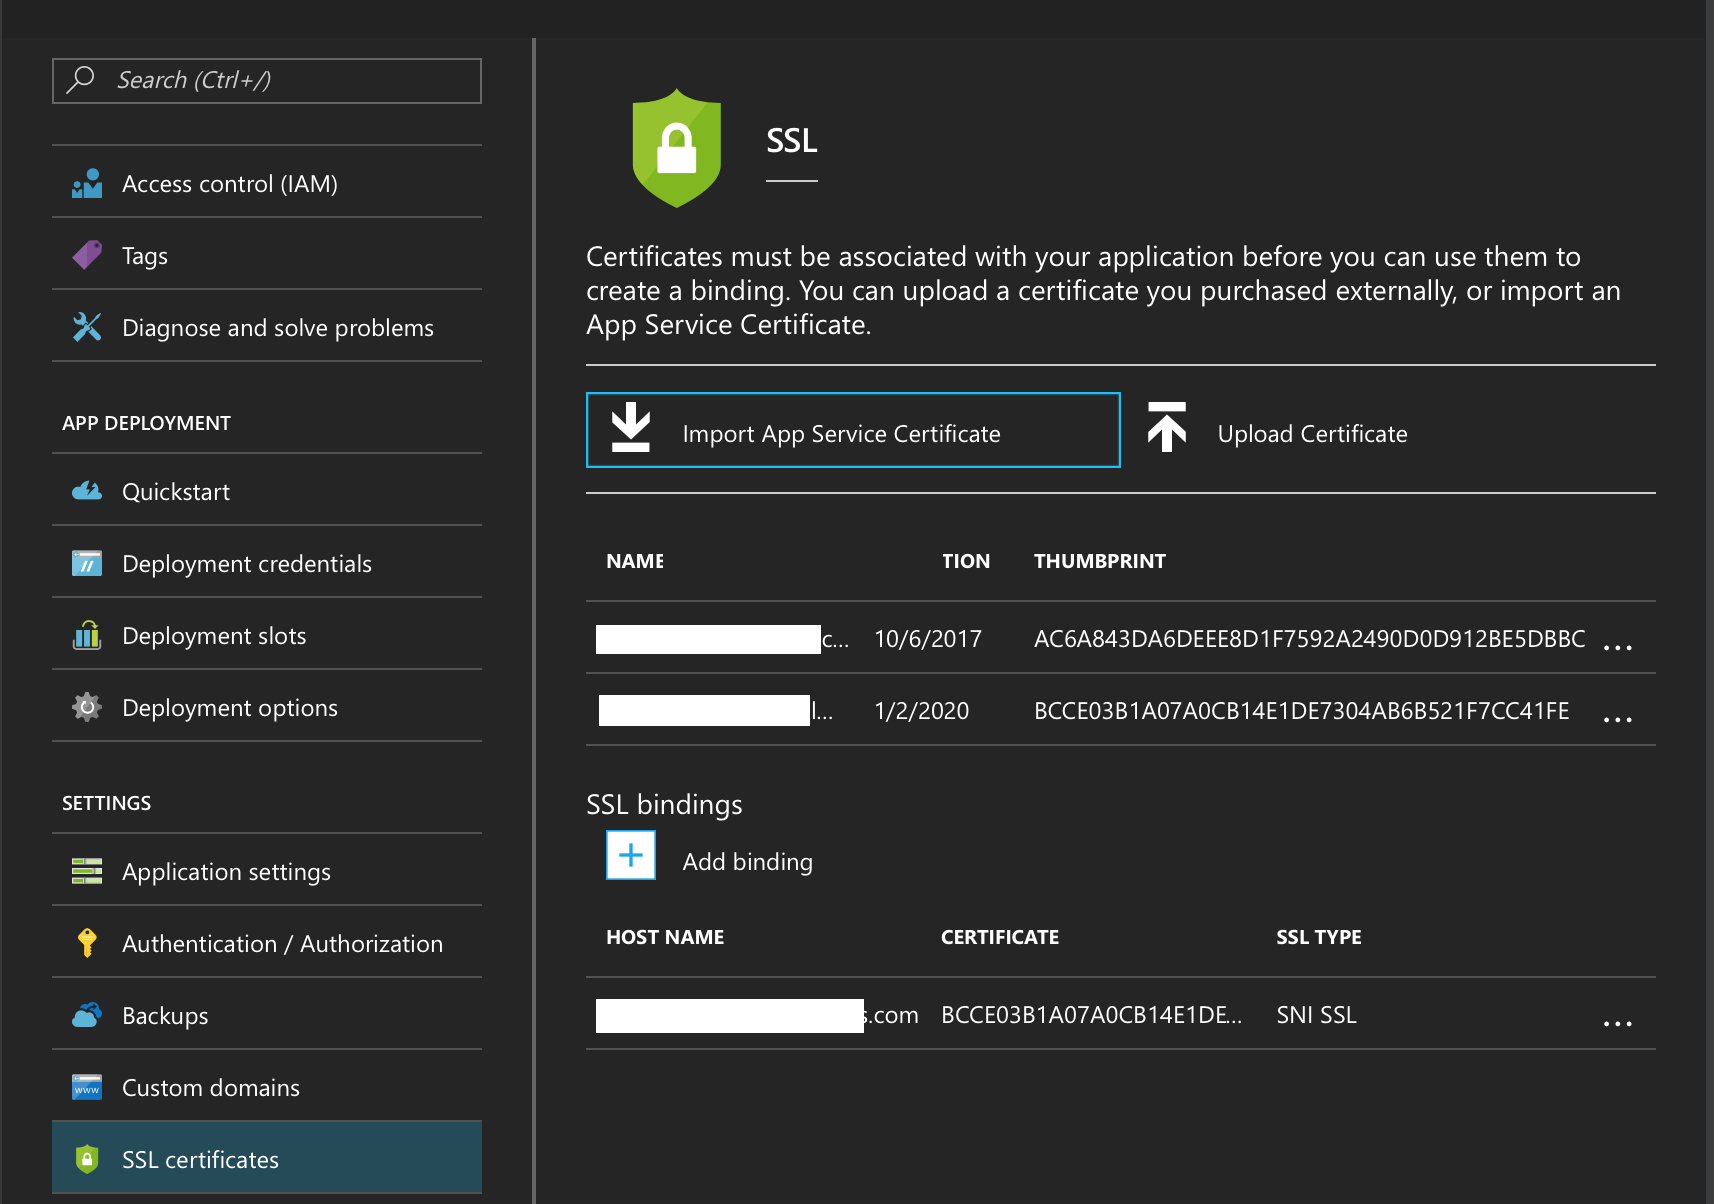 Search (Ctrl+/)
Access control (IAM)
Tags
Diagnose and solve problems
APP DEPLOYMENT
Quickstart
Deployment credentials
Deployment slots
Deployment options
SETTINGS
Application settings
Authentication / Authorization
Backups
www
Custom domains
SSL certificates
SSL
Certificates must be associated with your application before you can use them to
create a binding. You can upload a certificate you purchased externally, or import an
App Service Certificate.
Import App Service Certificate
Upload Certificate
NAME TION THUMBPRINT
c... 10/6/2017 AC6A843DA6DEEE8D1F7592A2490D0D912BE5DBBC ...
l... 1/2/2020 BCCE03B1A07A0CB14E1DE7304AB6B521F7CC41FE ...
SSL bindings
Add binding
HOST NAME CERTIFICATE SSL TYPE
s.com BCCE03B1A07A0CB14E1DE... SNI SSL ...